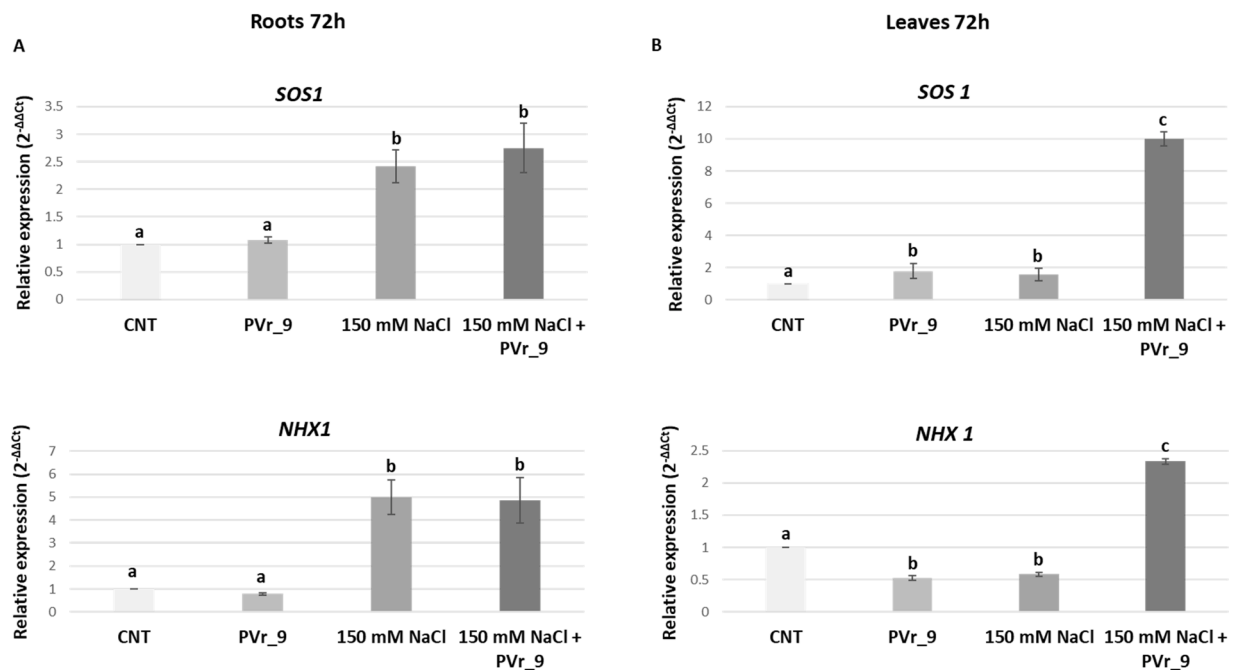 Roots 72h
A
SOS1
Relative expression (2-ΔΔCt)
3.5
3
2.5
2
1.5
1
0.5
0
a
a
b
b
CNT
PVr_9
150 mM NaCl
150 mM NaCl +
PVr_9
NHX1
Relative expression (2-ΔΔCt)
7
6
5
4
3
2
1
0
a
a
b
b
CNT
PVr_9
150 mM NaCl
150 mM NaCl +
PVr_9
Leaves 72h
B
SOS 1
Relative expression (2-ΔΔCt)
12
10
8
6
4
2
0
a
b
b
c
CNT
PVr_9
150 mM NaCl
150 mM NaCl +
PVr_9
NHX 1
Relative expression (2-ΔΔCt)
2.5
2
1.5
1
0.5
0
a
b
b
c
CNT
PVr_9
150 mM NaCl
150 mM NaCl +
PVr_9